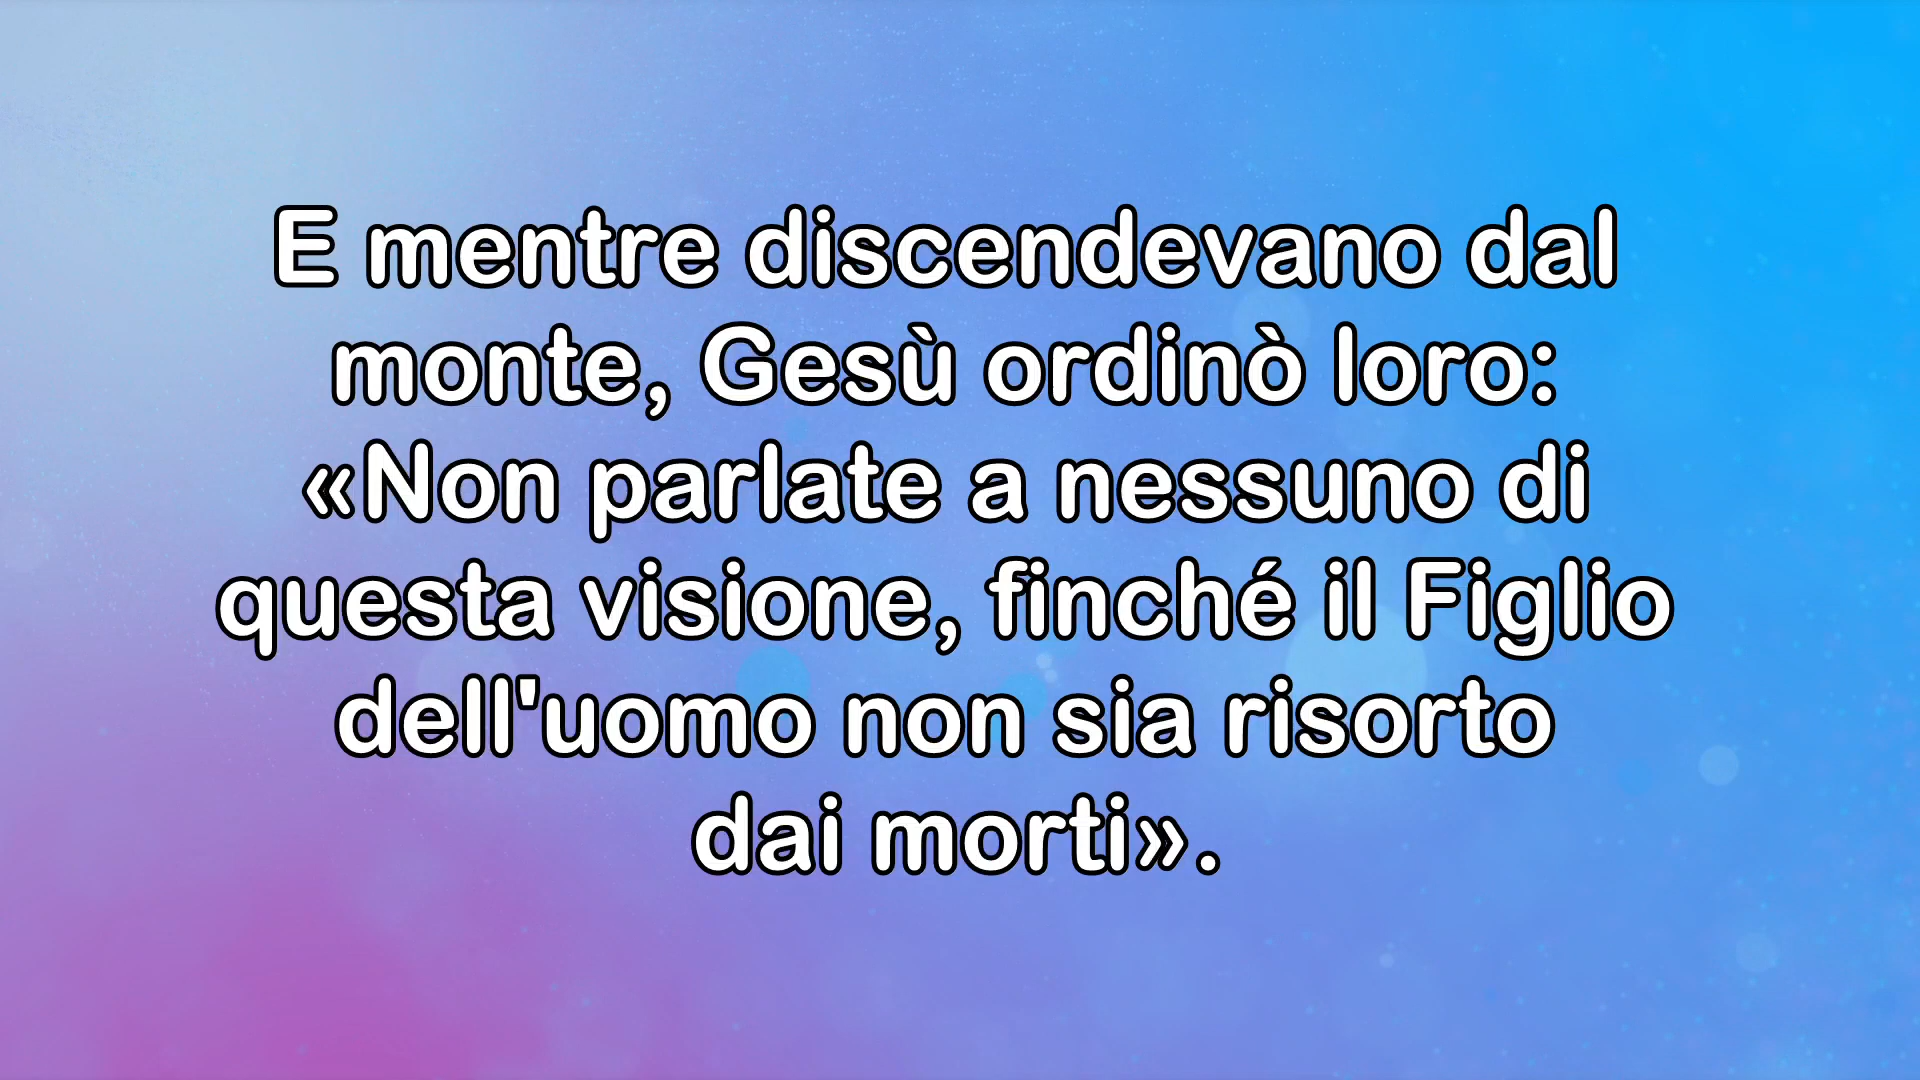 E mentre discendevano dal
monte, Gesù ordinò loro:
«Non parlate a nessuno di
questa visione, finché il Figlio
dell'uomo non sia risorto
dai morti».